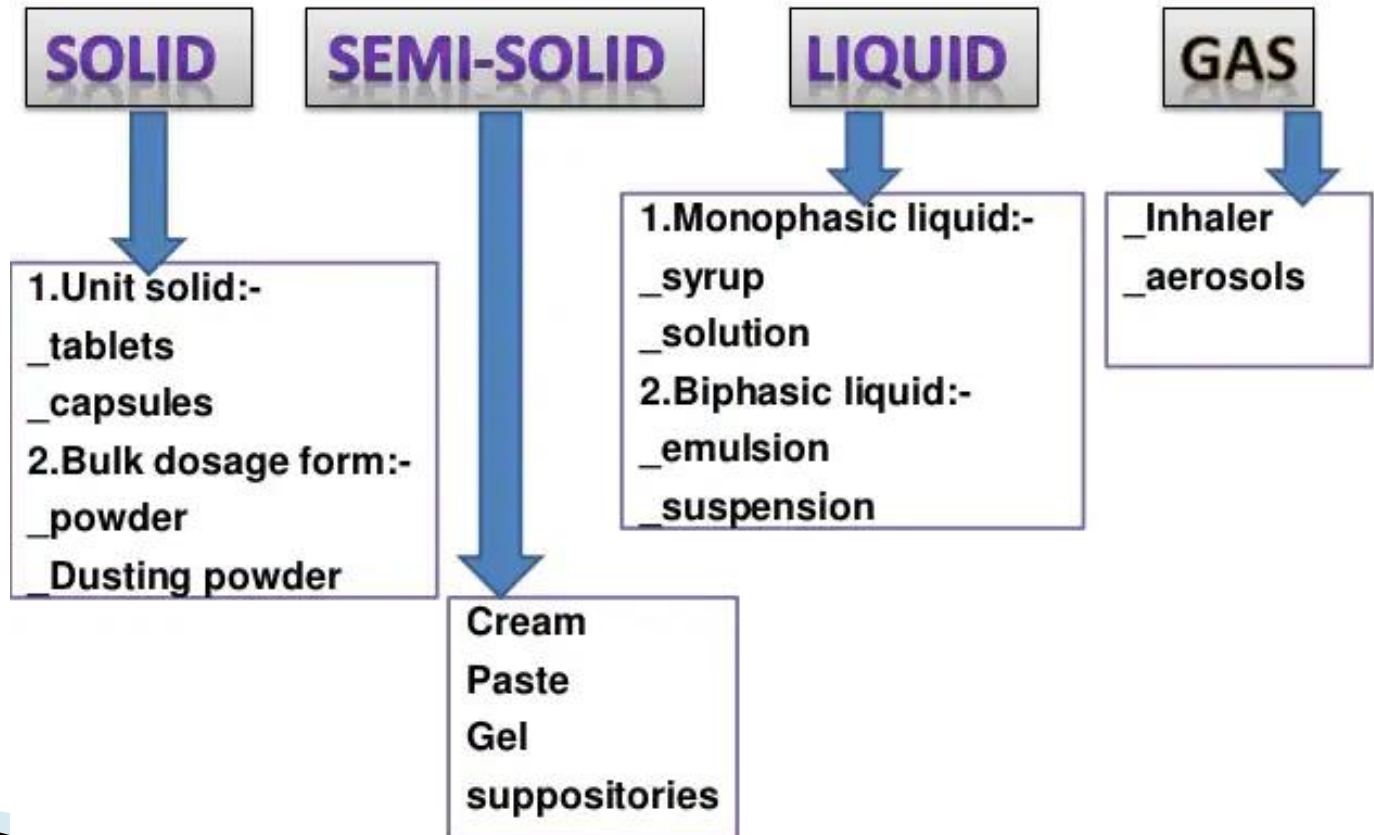 SOLID
SEMI-SOLID
LIQUID
GAS
1.Unit solid:-
_tablets
_capsules
2.Bulk dosage form:-
_powder
_Dusting powder
Cream
Paste
Gel
suppositories
1.Monophasic liquid:-
_syrup
_solution
2.Biphasic liquid:-
_emulsion
_suspension
_Inhaler
_aerosols